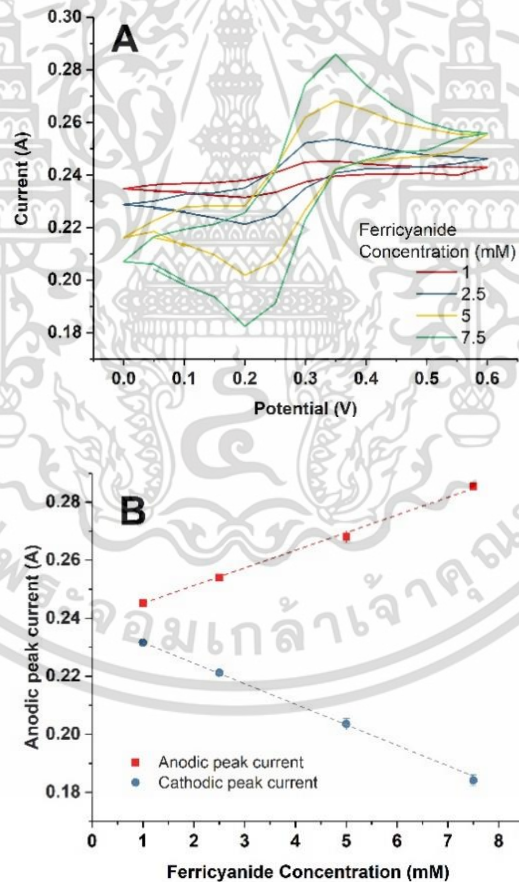 A
0.30
0.28
0.26
0.24
0.22
0.20
0.18
Current (A)
Ferricyanide
Concentration (mM)
1
2.5
5
7.5
0.0 0.1 0.2 0.3 0.4 0.5 0.6
Potential (V)
B
0.28
0.26
0.24
0.22
0.20
0.18
Anodic peak current (A)
Anodic peak current
Cathodic peak current
0 1 2 3 4 5 6 7 8
Ferricyanide Concentration (mM)